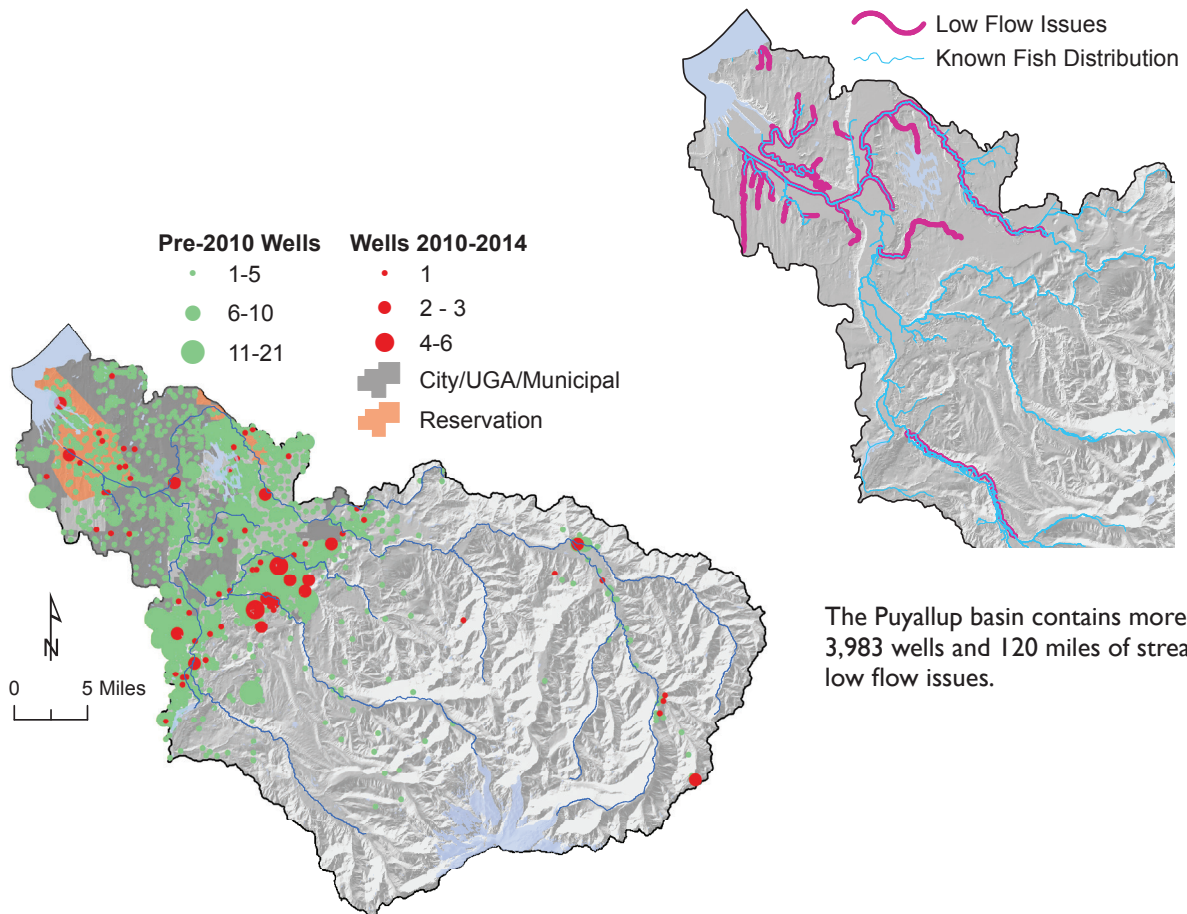 Low Flow Issues
Known Fish Distribution
Pre-2010 Wells
1-5
6-10
11-21
Wells 2010-2014
1
2 - 3
4-6
City/UGA/Municipal
Reservation
N
0 5 Miles
The Puyallup basin contains more
3,983 wells and 120 miles of strea
low flow issues.